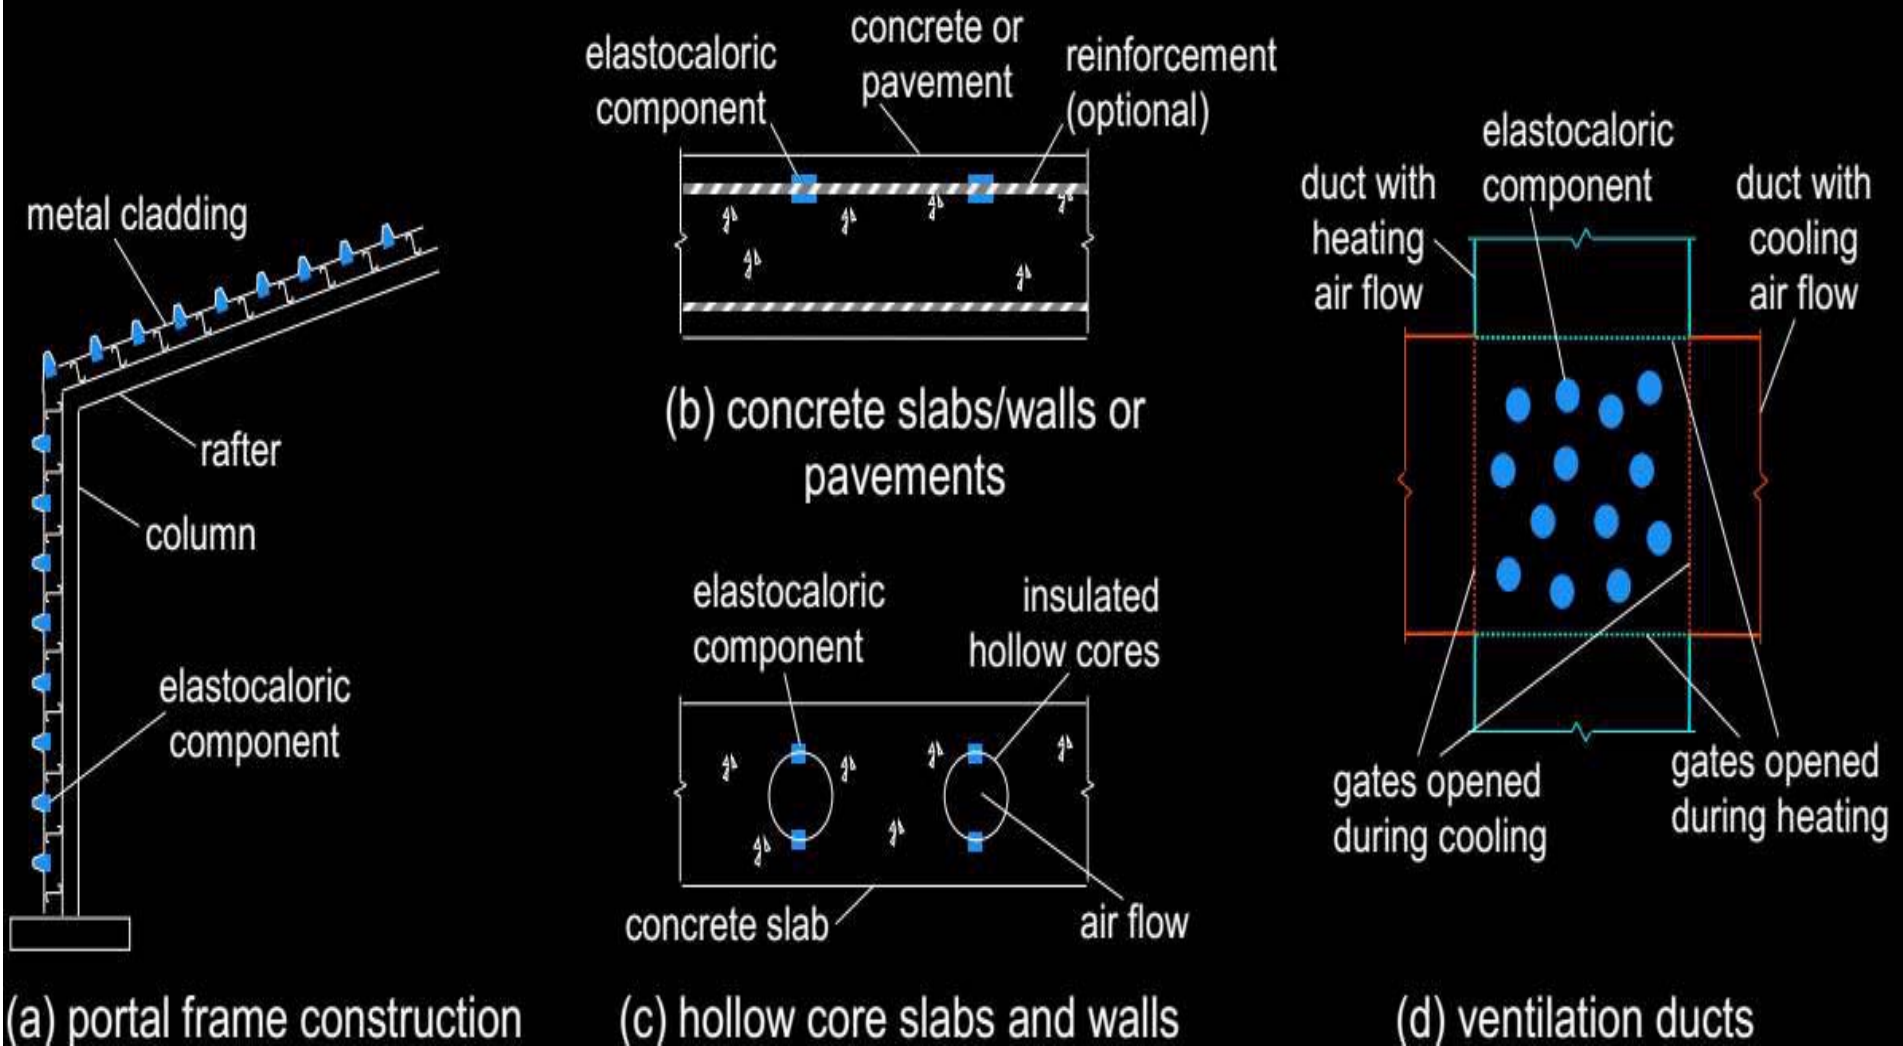 metal cladding
rafter
column
elastocaloric
component
(a) portal frame construction
elastocaloric
component
concrete or
pavement
reinforcement
(optional)
(b) concrete slabs/walls or
pavements
elastocaloric
component
insulated
hollow cores
concrete slab
air flow
(c) hollow core slabs and walls
duct with
heating
air flow
elastocaloric
component
duct with
cooling
air flow
gates opened
during cooling
gates opened
during heating
(d) ventilation ducts